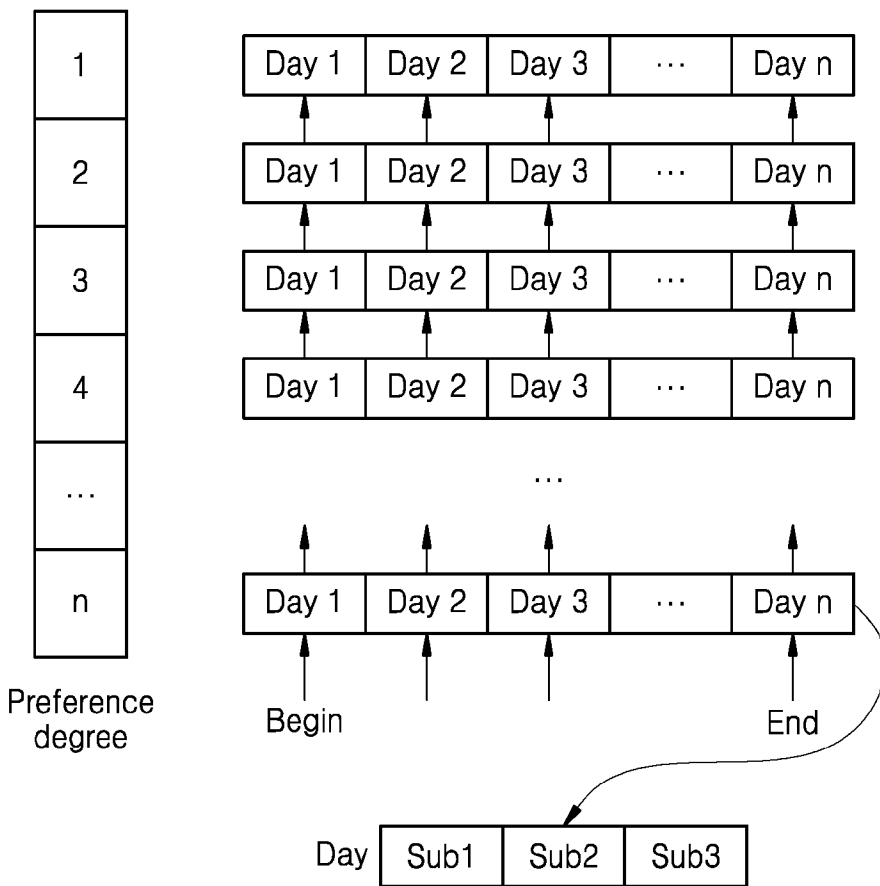 1 Day 1 Day 2 Day 3 ... Day n
2 Day 1 Day 2 Day 3 ... Day n
3 Day 1 Day 2 Day 3 ... Day n
4 Day 1 Day 2 Day 3 ... Day n
... ...
n Day 1 Day 2 Day 3 ... Day n
Preference
degree
Begin End
Day Sub1 Sub2 Sub3